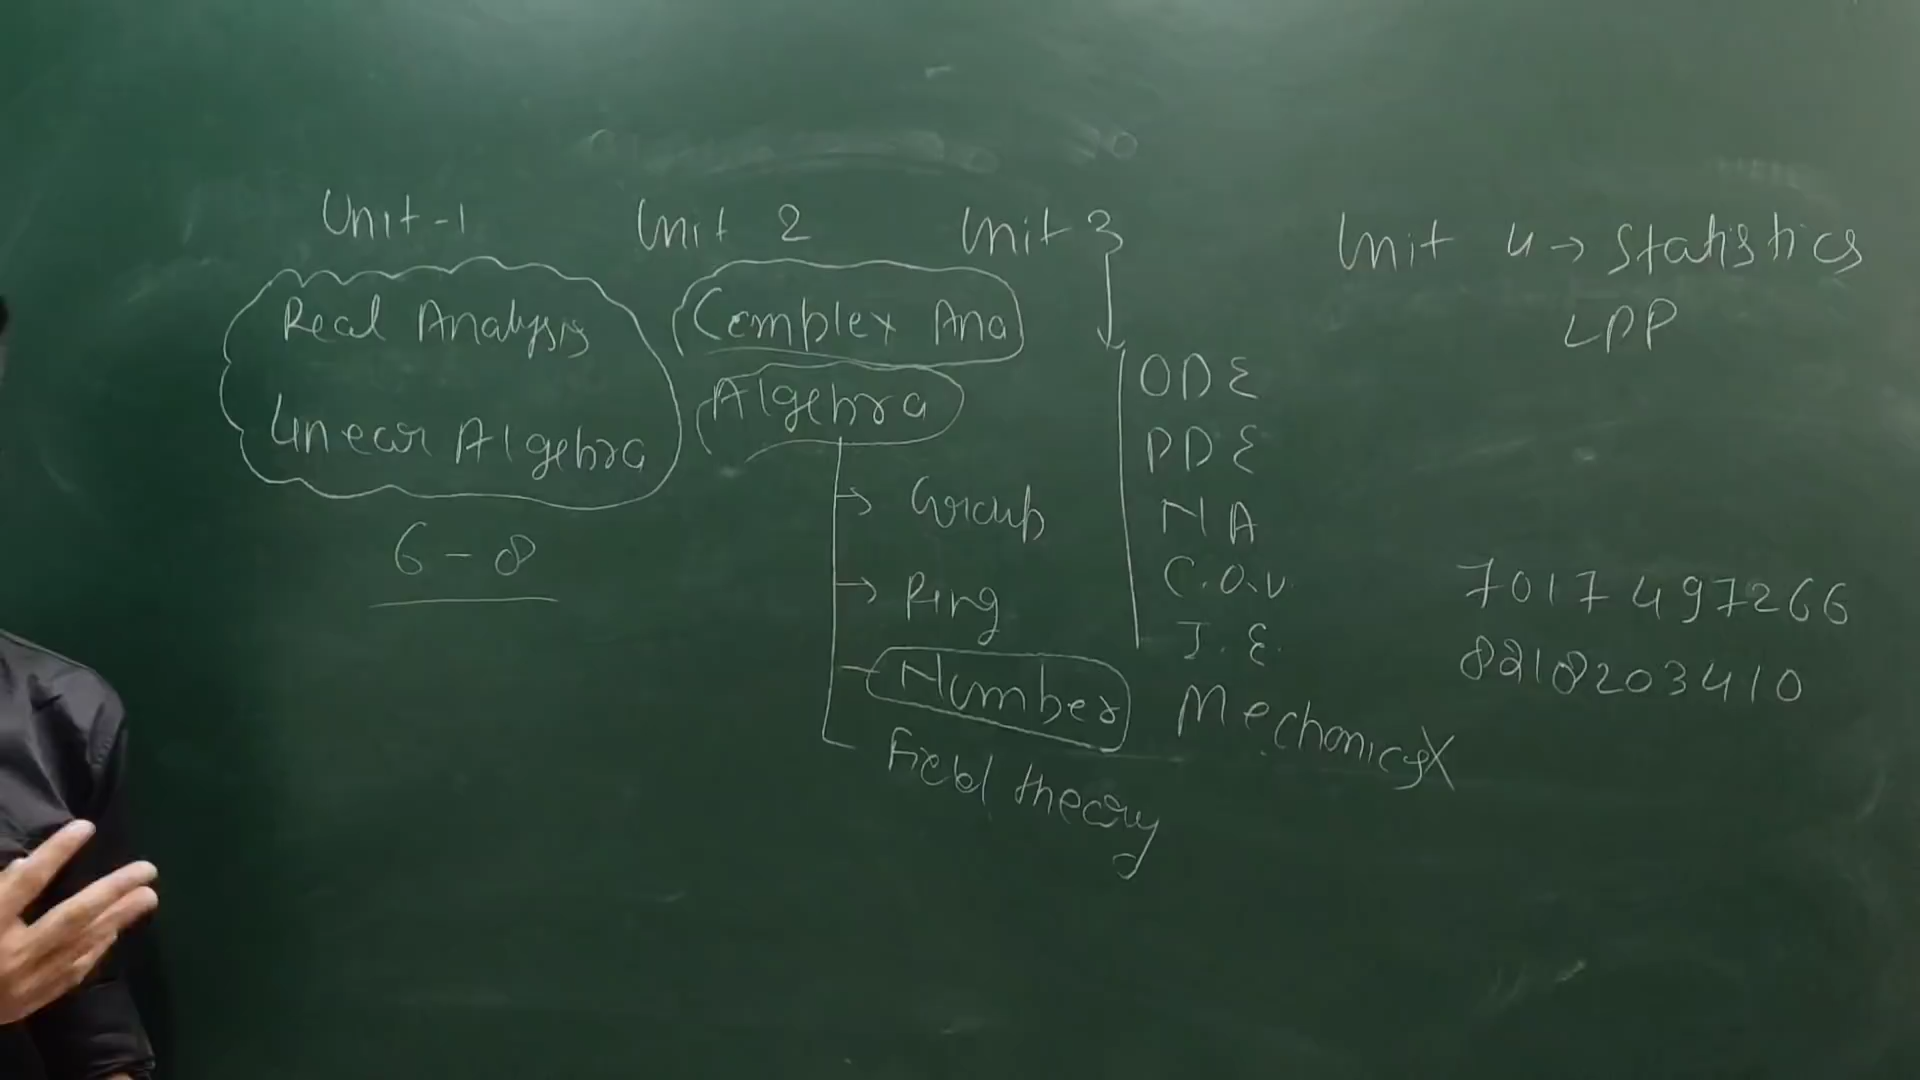 Unit-1
Real Analysis
Linear Algebra
6-8
Unit 2
Complex Ana
Algebra
→ Group
→ Ring
Number
Field theory
Unit 3
ODE
PDE
NA
C.O.V.
I.E.
Mechanics X
Unit 4 → Statistics
LPP
7017497266
8218203410